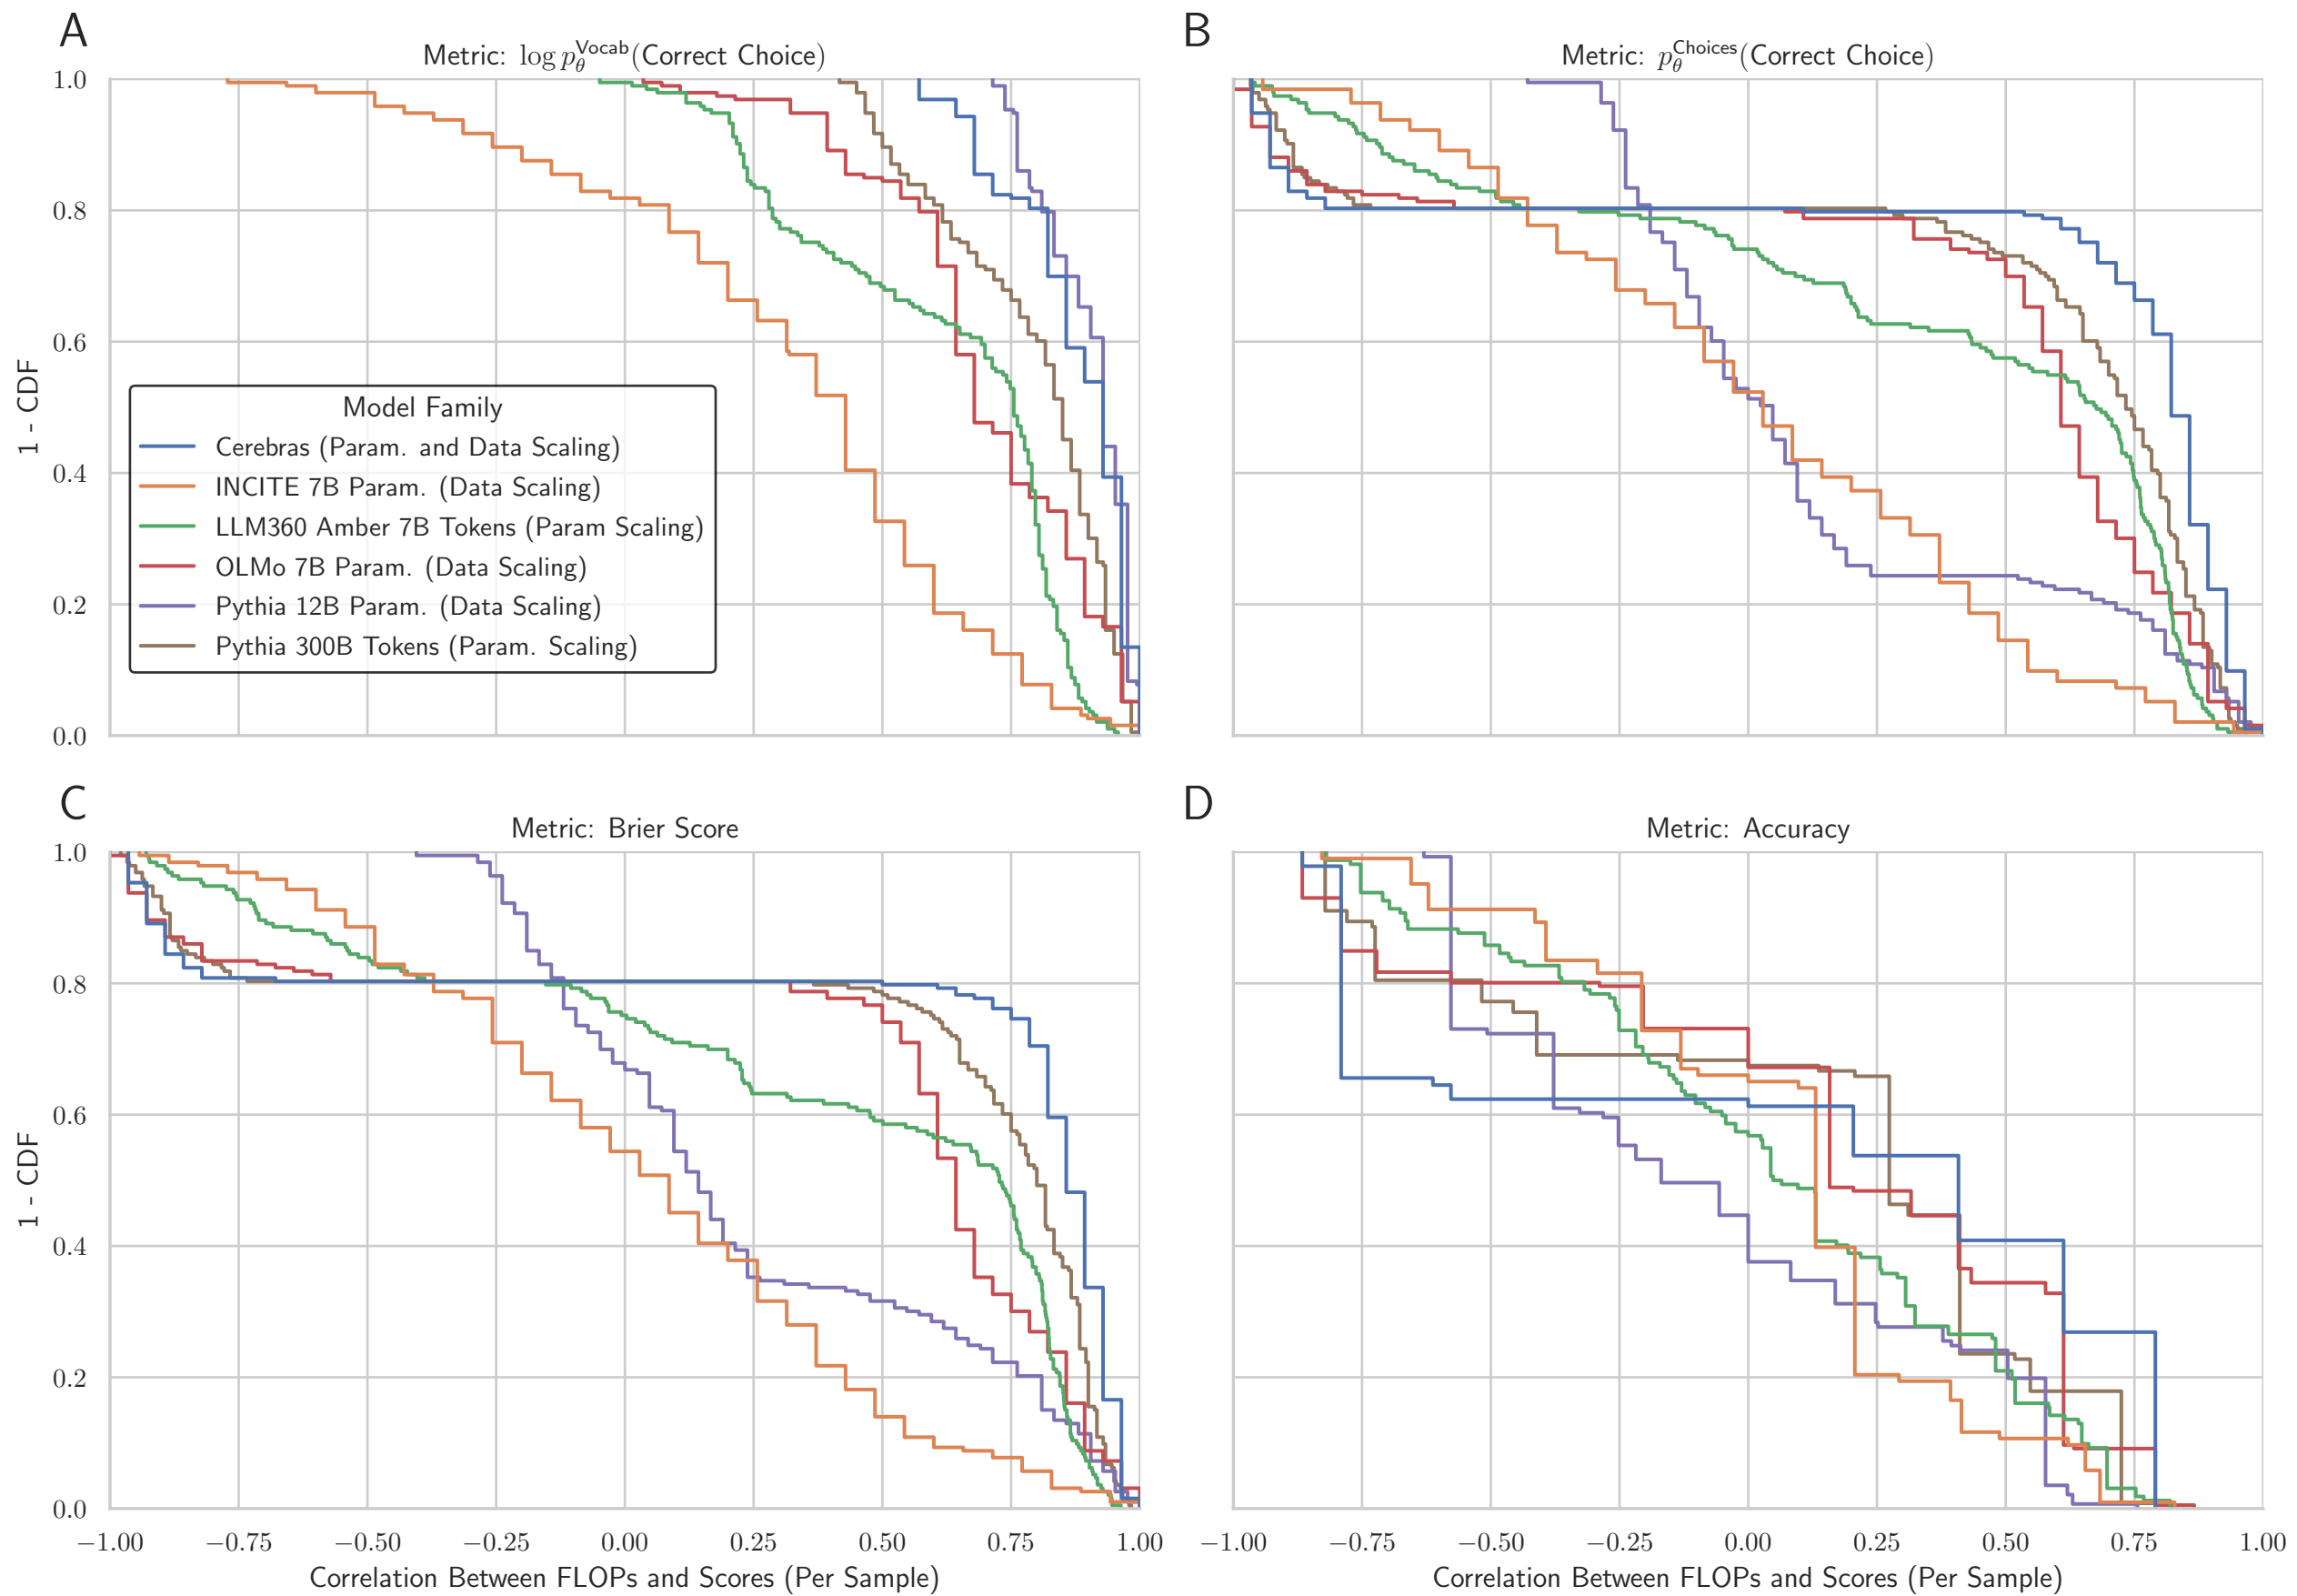 A
Metric: log p_θ^Vocab(Correct Choice)
1.0
0.8
0.6
0.4
0.2
0.0
1 - CDF
Model Family
Cerebras (Param. and Data Scaling)
INCITE 7B Param. (Data Scaling)
LLM360 Amber 7B Tokens (Param Scaling)
OLMo 7B Param. (Data Scaling)
Pythia 12B Param. (Data Scaling)
Pythia 300B Tokens (Param. Scaling)
B
Metric: p_θ^Choices(Correct Choice)
C
Metric: Brier Score
1.0
0.8
0.6
0.4
0.2
0.0
1 - CDF
−1.00 −0.75 −0.50 −0.25 0.00 0.25 0.50 0.75 1.00
Correlation Between FLOPs and Scores (Per Sample)
D
Metric: Accuracy
−1.00 −0.75 −0.50 −0.25 0.00 0.25 0.50 0.75 1.00
Correlation Between FLOPs and Scores (Per Sample)